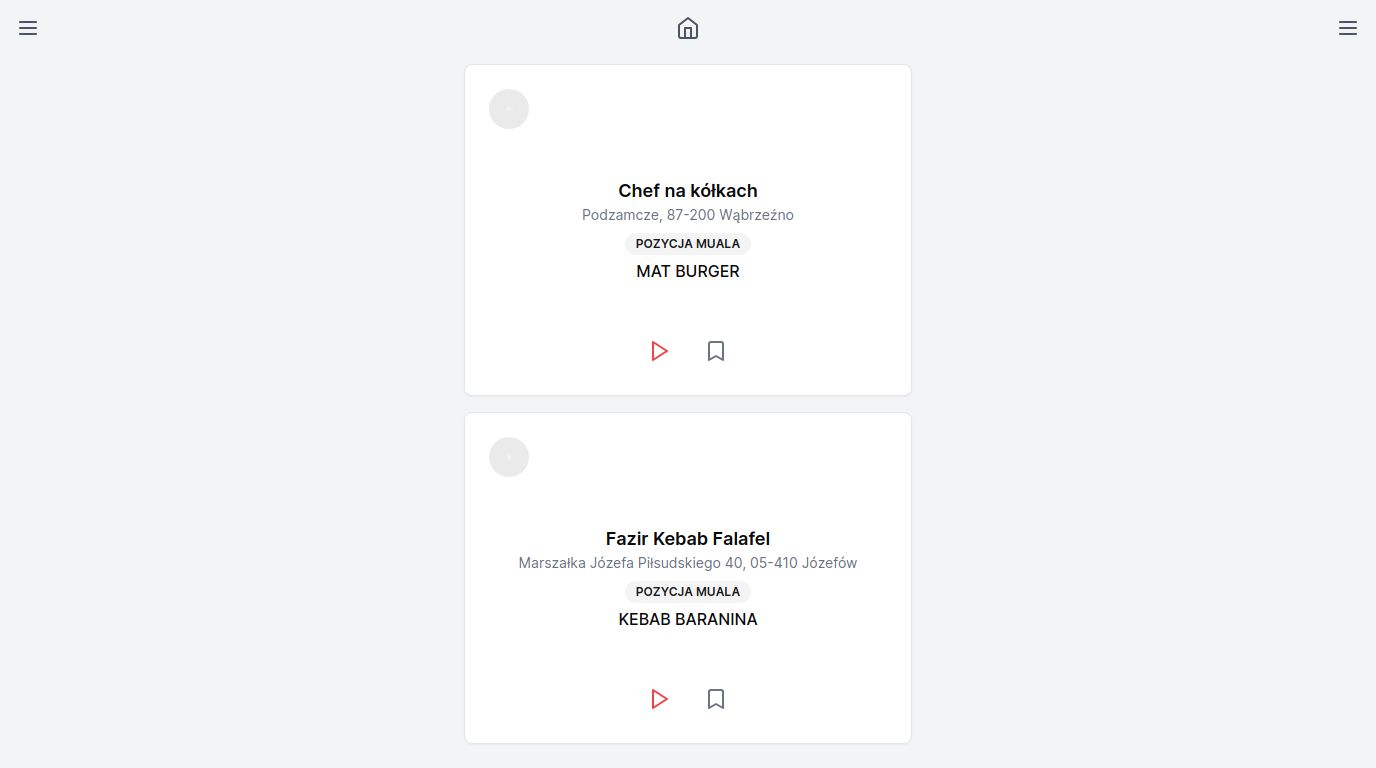 Chef na kółkach
Podzamcze, 87-200 Wąbrzeźno
POZYCJA MUALA
MAT BURGER
Fazir Kebab Falafel
Marszałka Józefa Piłsudskiego 40, 05-410 Józefów
POZYCJA MUALA
KEBAB BARANINA